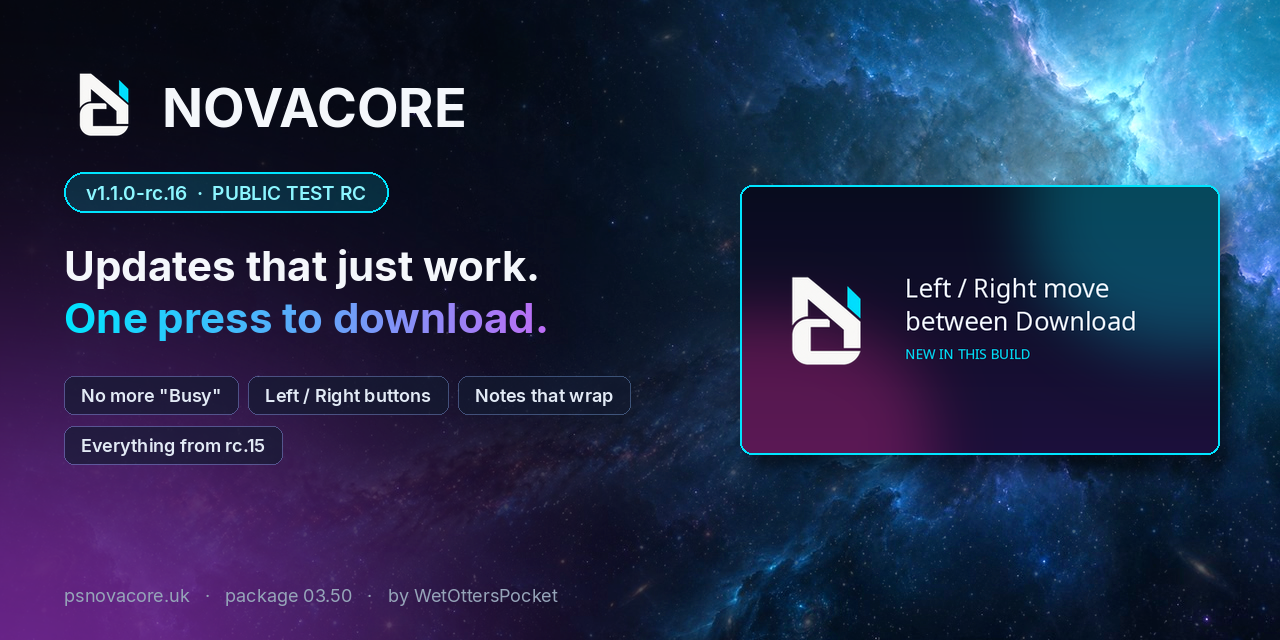 NOVACORE
v1.1.0-rc.16 · PUBLIC TEST RC
Updates that just work.
One press to download.
No more "Busy"
Left / Right buttons
Notes that wrap
Everything from rc.15
Left / Right move
between Download
NEW IN THIS BUILD
psnovacore.uk · package 03.50 · by WetOttersPocket